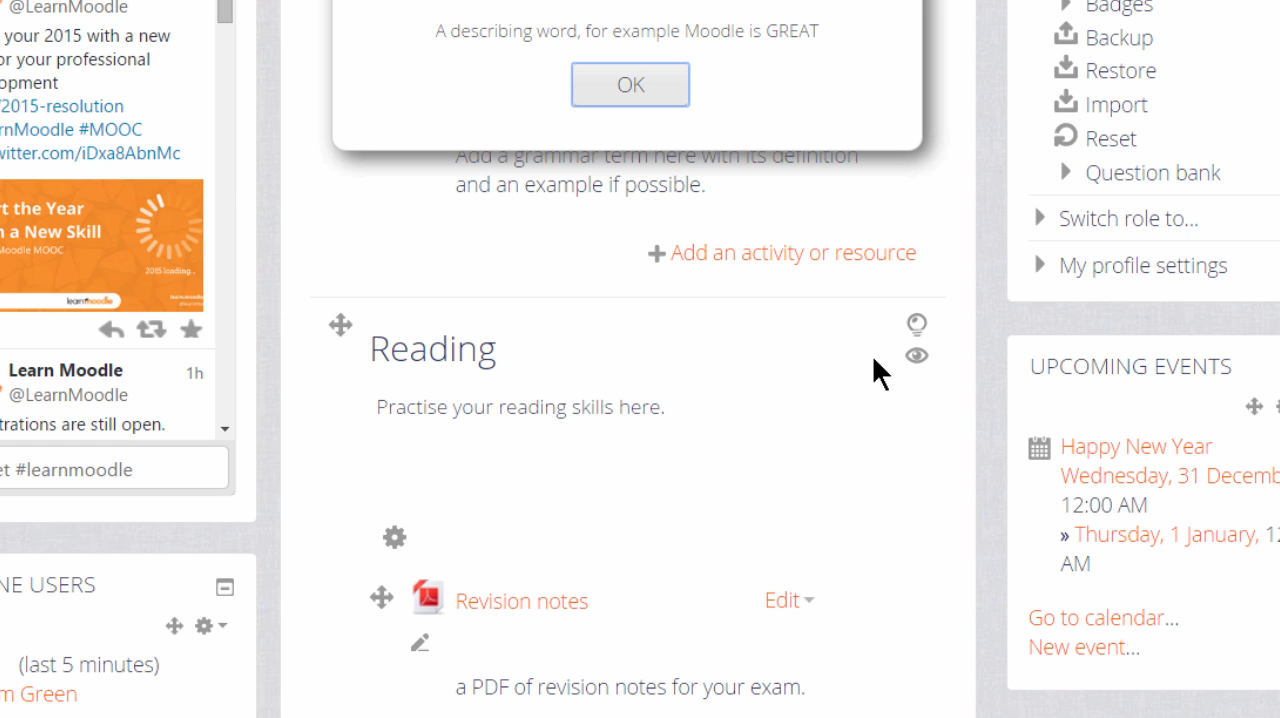 @LearnMoodle
your 2015 with a new
or your professional
opment
/2015-resolution
rnMoodle #MOOC
witter.com/iDxa8AbnMc
rt the Year
n a New Skill
Moodle MOOC
2015 loading...
learnmoodle
Learn Moodle 1h
@LearnMoodle
trations are still open.
et #learnmoodle
NE USERS
(last 5 minutes)
m Green
A describing word, for example Moodle is GREAT
OK
Add a grammar term here with its definition
and an example if possible.
Add an activity or resource
Reading
Practise your reading skills here.
Revision notes Edit
a PDF of revision notes for your exam.
Badges
Backup
Restore
Import
Reset
Question bank
Switch role to...
My profile settings
UPCOMING EVENTS
Happy New Year
Wednesday, 31 Decemb
12:00 AM
» Thursday, 1 January, 12
AM
Go to calendar...
New event...